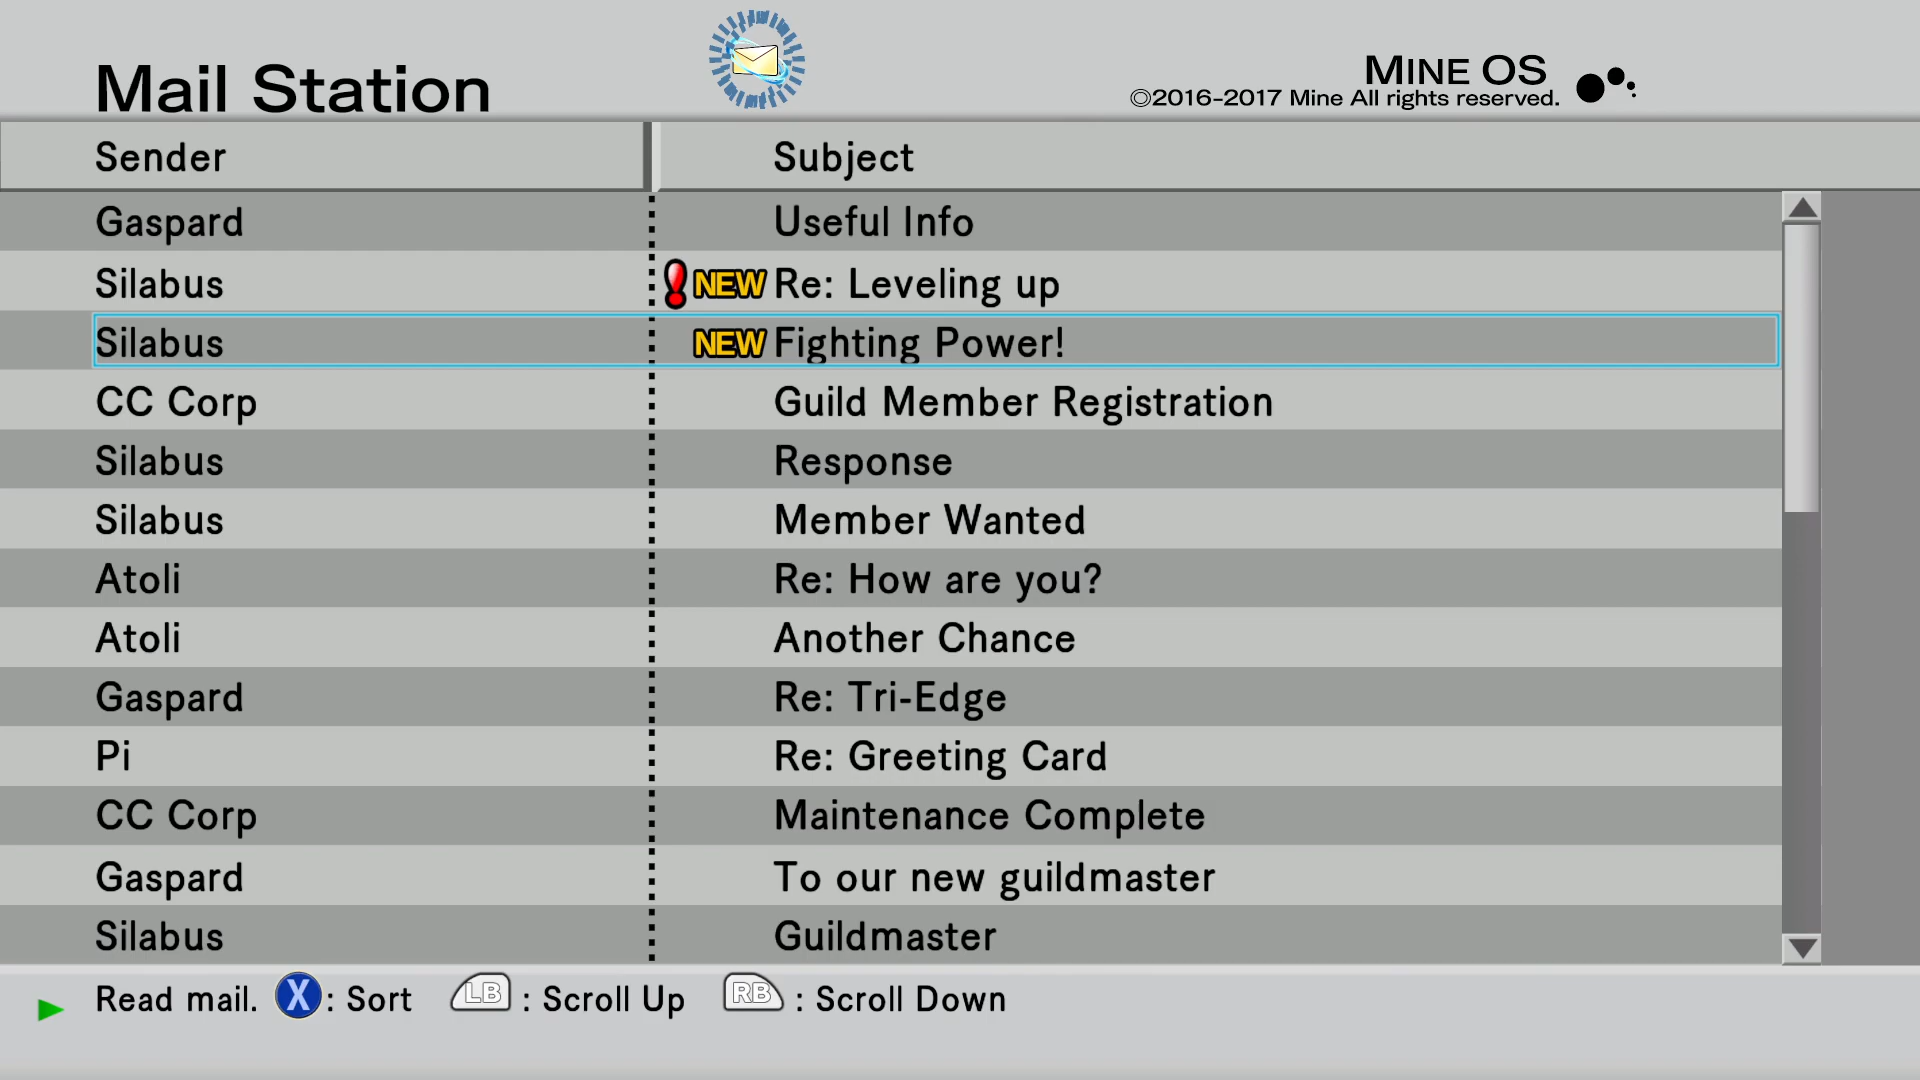 Mail Station
MINE OS
©2016-2017 Mine All rights reserved.
Sender Subject
Gaspard Useful Info
Silabus NEW Re: Leveling up
Silabus NEW Fighting Power!
CC Corp Guild Member Registration
Silabus Response
Silabus Member Wanted
Atoli Re: How are you?
Atoli Another Chance
Gaspard Re: Tri-Edge
Pi Re: Greeting Card
CC Corp Maintenance Complete
Gaspard To our new guildmaster
Silabus Guildmaster
Read mail. X: Sort LB : Scroll Up RB : Scroll Down